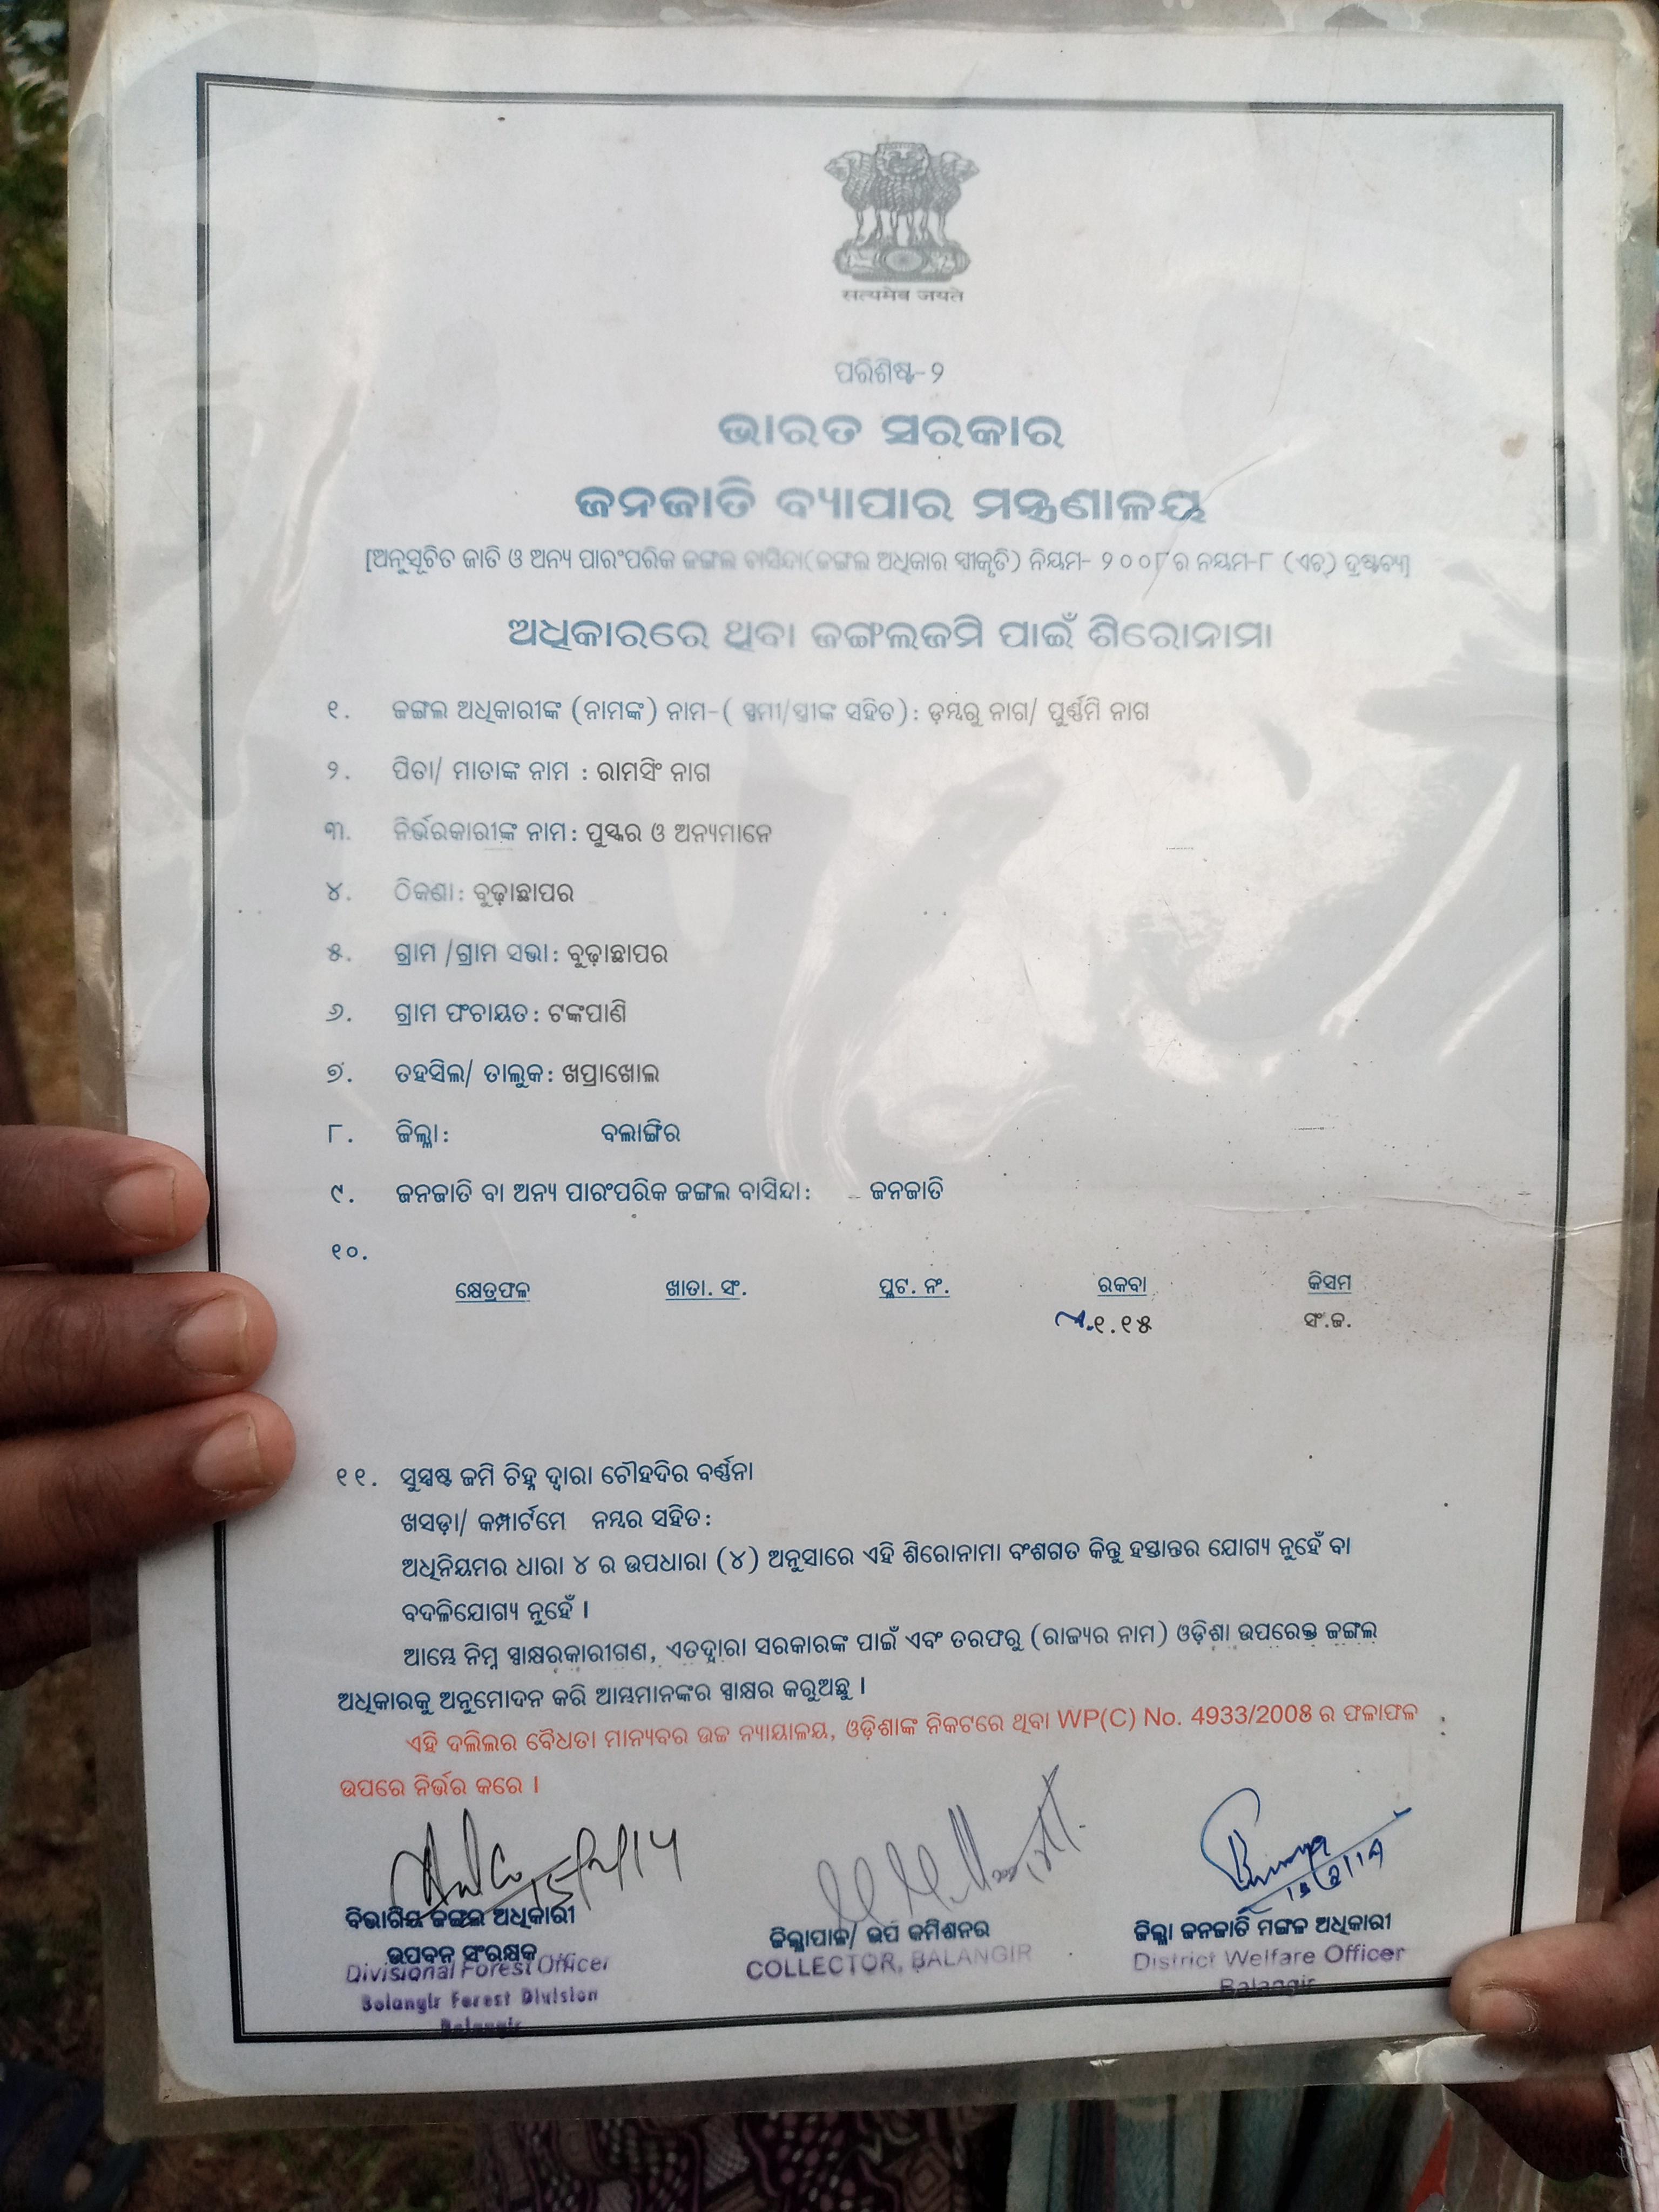 सत्यमेव जयते
ପରିଶିଷ୍ଟ-୨
ଭାରତ ସରକାର
ଜନଜାତି ବ୍ୟାପାର ମନ୍ତ୍ରଣାଳୟ
[ଅନୁସୂଚିତ ଜାତି ଓ ଅନ୍ୟ ପାରଂପରିକ ଜଙ୍ଗଲ ବାସିନ୍ଦା(ଜଙ୍ଗଲ ଅଧିକାର ସ୍ୱୀକୃତି) ନିୟମ- ୨୦୦୮ର ନୟମ-୮ (ଏଚ୍) ଦ୍ରଷ୍ଟବ୍ୟ]
ଅଧିକାରରେ ଥିବା ଜଙ୍ଗଲଜମି ପାଇଁ ଶିରୋନାମା
୧. ଜଙ୍ଗଲ ଅଧିକାରୀଙ୍କ (ନାମଙ୍କ) ନାମ-( ସ୍ୱମୀ/ସ୍ତ୍ରୀଙ୍କ ସହିତ): ଡ଼ମ୍ବରୁ ନାଗ/ ପୁର୍ଣ୍ଣମି ନାଗ
୨. ପିତା/ ମାତାଙ୍କ ନାମ : ରାମସିଂ ନାଗ
୩. ନିର୍ଭରକାରୀଙ୍କ ନାମ: ପୁସ୍କର ଓ ଅନ୍ୟମାନେ
୪. ଠିକଣା: ବୁଢ଼ାଛାପର
୫. ଗ୍ରାମ /ଗ୍ରାମ ସଭା: ବୁଢ଼ାଛାପର
୬. ଗ୍ରାମ ଫଂଚାୟତ: ଟଙ୍କପାଣି
୭. ତହସିଲ/ ତାଲୁକ: ଖପ୍ରାଖୋଲ
୮. ଜିଲ୍ଲା: ବଲାଙ୍ଗିର
୯. ଜନଜାତି ବା ଅନ୍ୟ ପାରଂପରିକ ଜଙ୍ଗଲ ବାସିନ୍ଦା: ଜନଜାତି
୧୦.
କ୍ଷେତ୍ରଫଳ ଖାତା. ସଂ. ପ୍ଲଟ. ନଂ. ରକବା କିସମ
୧.୧୫ ସଂ.ଜ.
୧୧. ସୁସ୍ପଷ୍ଟ ଜମି ଚିହ୍ନ ଦ୍ୱାରା ଚୌହଦିର ବର୍ଣ୍ଣନା
ଖସଡ଼ା/ କମ୍ପାର୍ଟମେ ନମ୍ବର ସହିତ:
ଅଧିନିୟମର ଧାରା ୪ ର ଉପଧାରା (୪) ଅନୁସାରେ ଏହି ଶିରୋନାମା ବଂଶଗତ କିନ୍ତୁ ହସ୍ତାନ୍ତର ଯୋଗ୍ୟ ନୁହେଁ ବା
ବଦଳିଯୋଗ୍ୟ ନୁହେଁ ।
ଆମ୍ଭେ ନିମ୍ନ ସ୍ୱାକ୍ଷରକାରୀଗଣ, ଏତଦ୍ୱାରା ସରକାରଙ୍କ ପାଇଁ ଏବଂ ତରଫରୁ (ରାଜ୍ୟର ନାମ) ଓଡ଼ିଶା ଉପରୋକ୍ତ ଜଙ୍ଗଲ
ଅଧିକାରକୁ ଅନୁମୋଦନ କରି ଆମ୍ଭମାନଙ୍କର ସ୍ୱାକ୍ଷର କରୁଅଛୁ ।
ଏହି ଦଲିଲର ବୈଧତା ମାନ୍ୟବର ଉଚ୍ଚ ନ୍ୟାୟାଳୟ, ଓଡ଼ିଶାଙ୍କ ନିକଟରେ ଥିବା WP(C) No. 4933/2008 ର ଫଳାଫଳ
ଉପରେ ନିର୍ଭର କରେ ।
ବିଭାଗିୟ ଜଙ୍ଗଲ ଅଧିକାରୀ ଜିଲ୍ଲାପାଳ/ ଉପ କମିଶନର ଜିଲ୍ଲା ଜନଜାତି ମଙ୍ଗଳ ଅଧିକାରୀ
ଉପବନ ସଂରକ୍ଷକ
Divisional Forest Officer COLLECTOR, BALANGIR District Welfare Officer
Bolangir Forest Division Balangir
Balangir